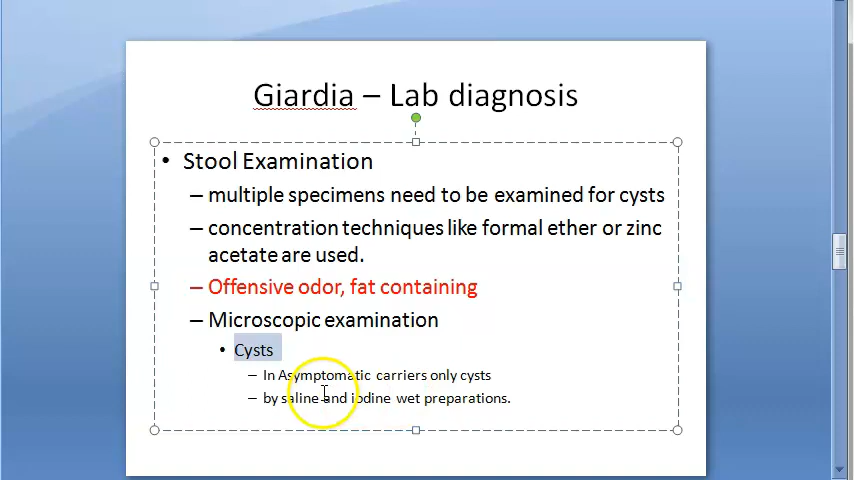 Giardia – Lab diagnosis
• Stool Examination
– multiple specimens need to be examined for cysts
– concentration techniques like formal ether or zinc
acetate are used.
– Offensive odor, fat containing
– Microscopic examination
• Cysts
– In Asymptomatic carriers only cysts
– by saline and iodine wet preparations.